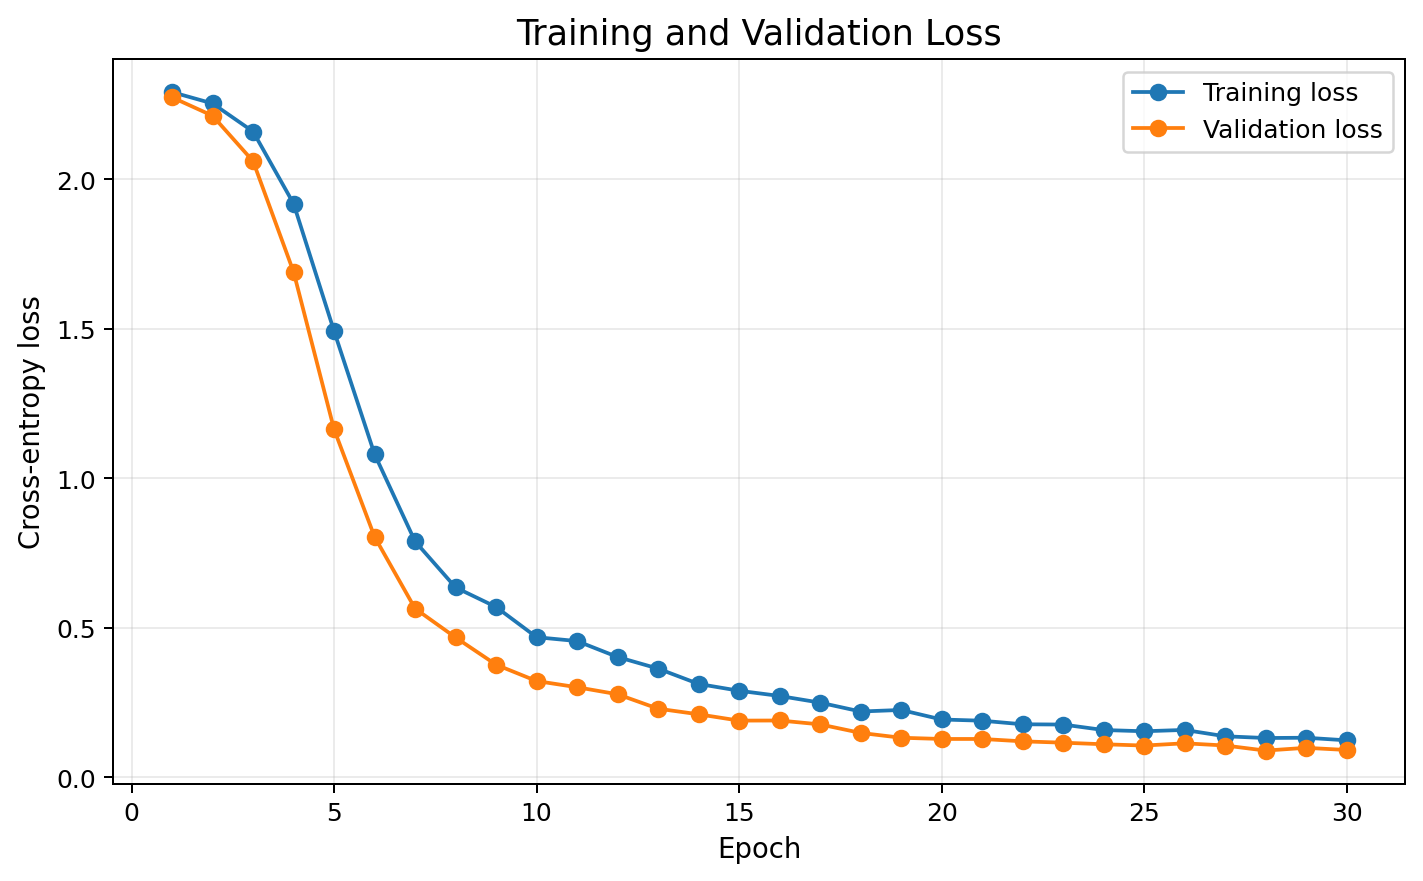 Training and Validation Loss
Training loss
Validation loss
2.0
1.5
1.0
0.5
0.0
Cross-entropy loss
0 5 10 15 20 25 30
Epoch